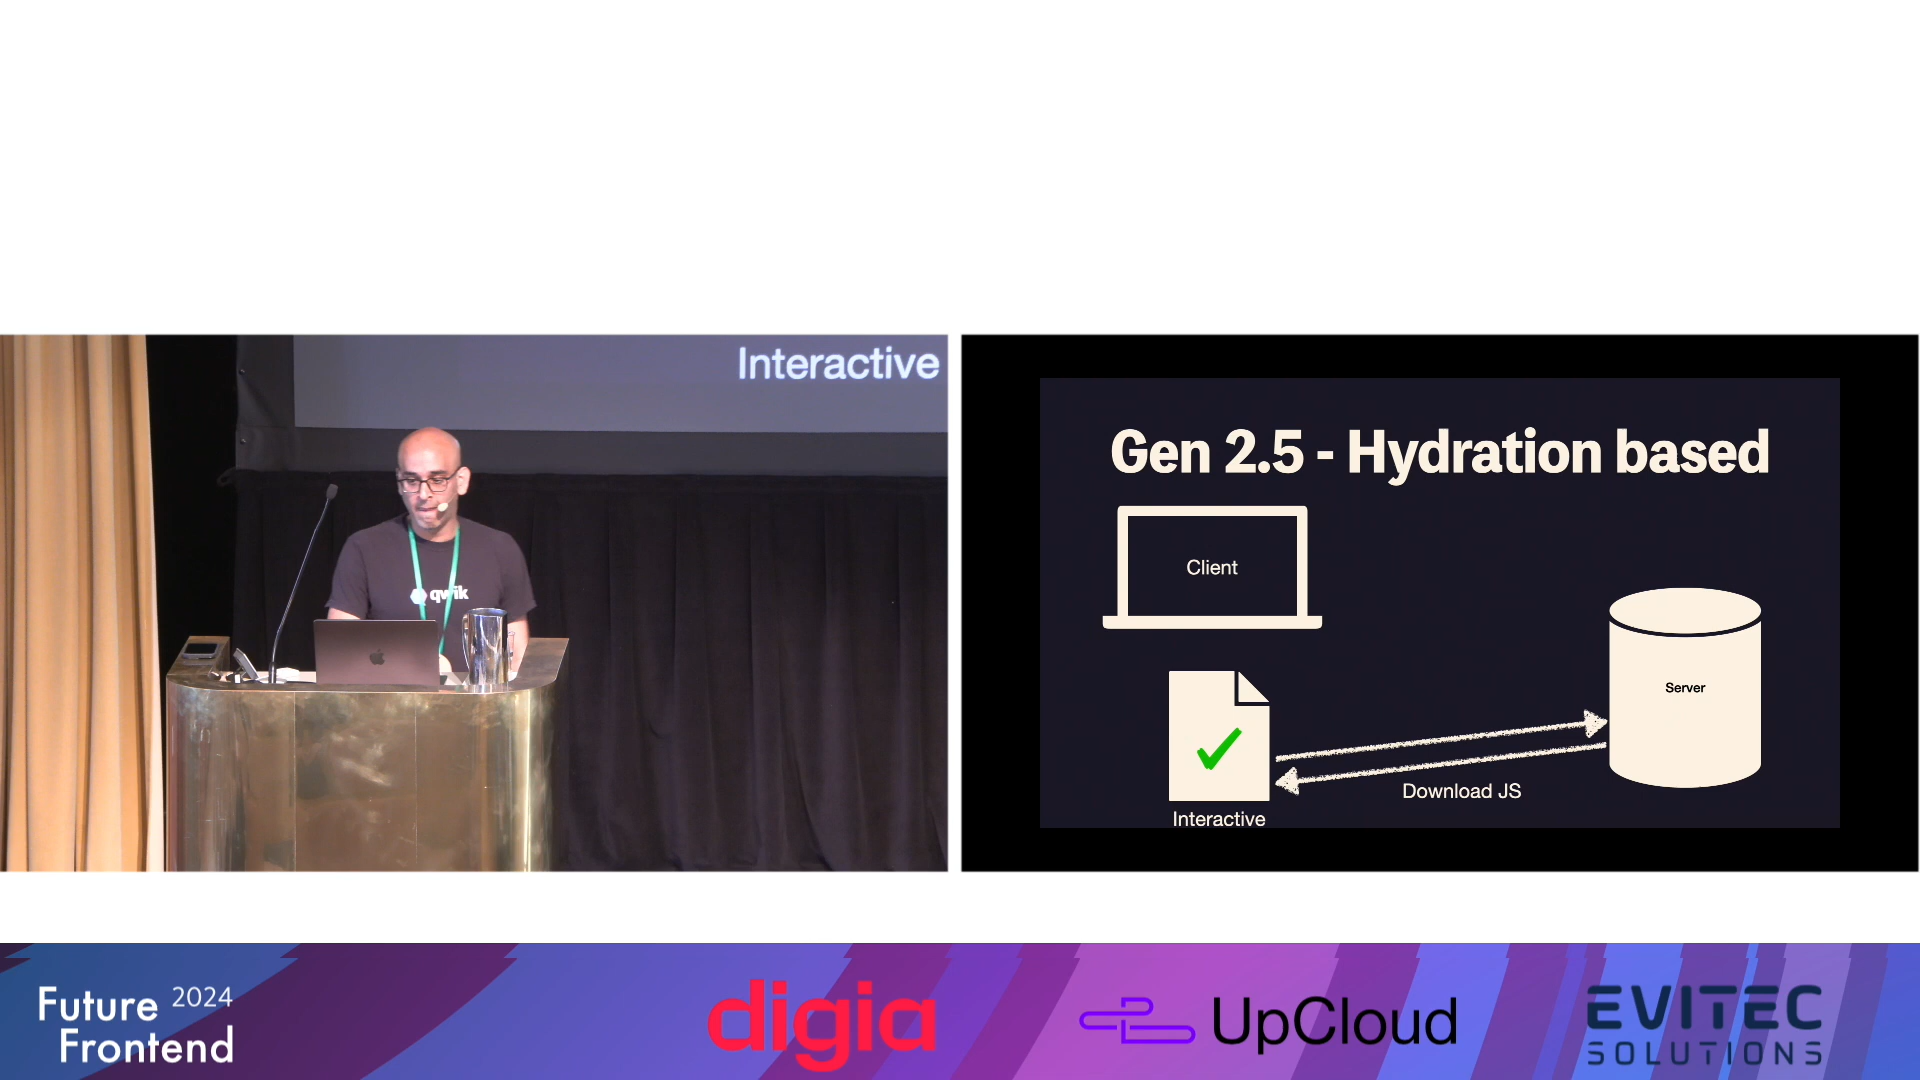 Interactive
qwik
Gen 2.5 - Hydration based
Client
Server
Download JS
Interactive
Future 2024
Frontend
digia
UpCloud
EVITEC
SOLUTIONS